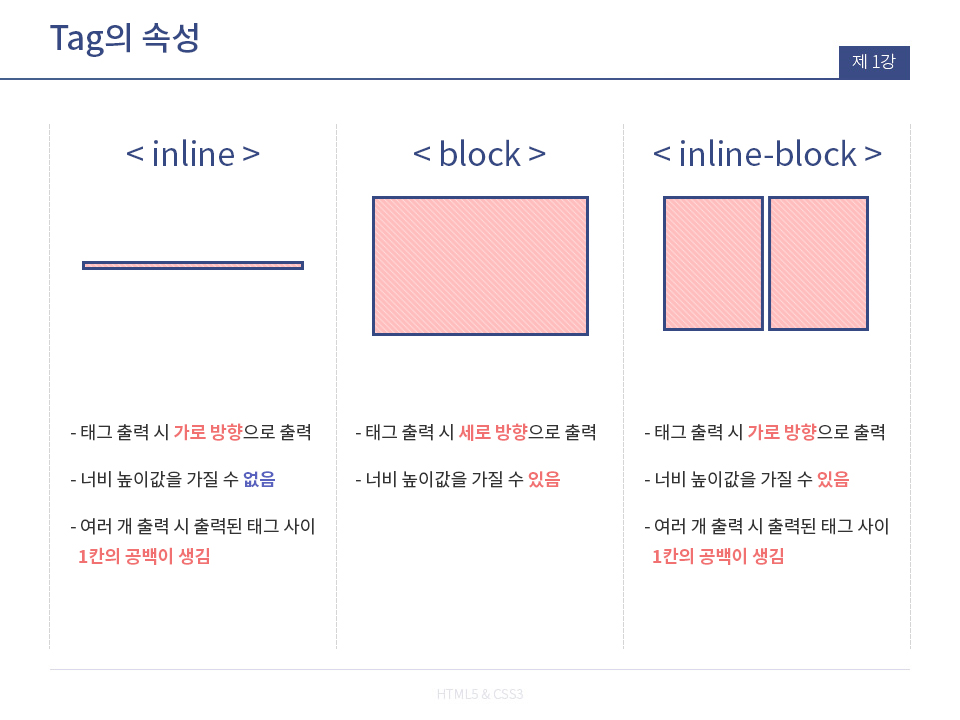 Tag의 속성
제 1강
< inline >
- 태그 출력 시 가로 방향으로 출력
- 너비 높이값을 가질 수 없음
- 여러 개 출력 시 출력된 태그 사이
1칸의 공백이 생김
< block >
- 태그 출력 시 세로 방향으로 출력
- 너비 높이값을 가질 수 있음
< inline-block >
- 태그 출력 시 가로 방향으로 출력
- 너비 높이값을 가질 수 있음
- 여러 개 출력 시 출력된 태그 사이
1칸의 공백이 생김
HTML5 & CSS3